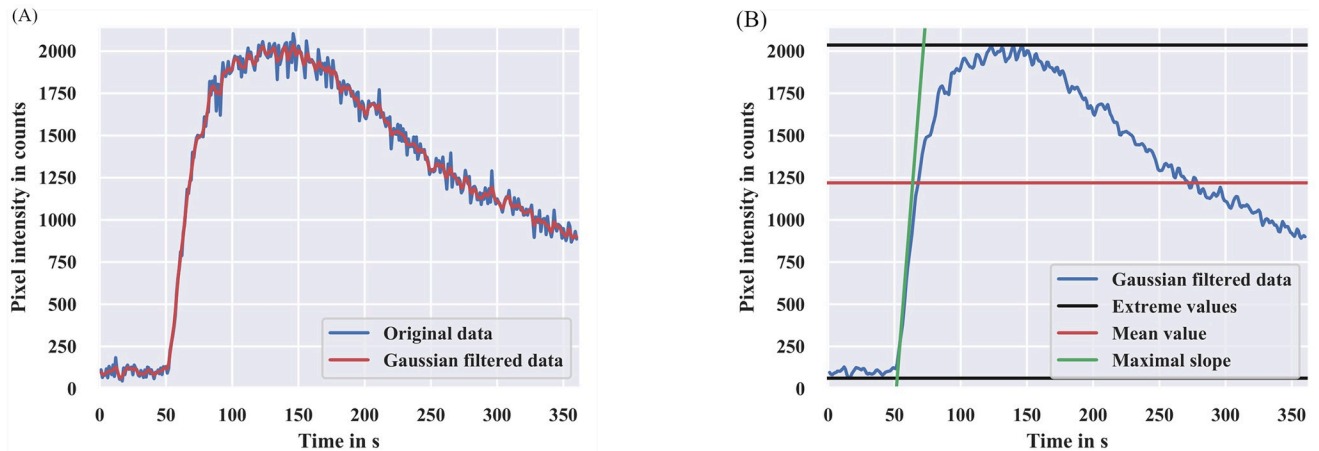 (A)
2000
1750
1500
1250
1000
750
500
250
0
Pixel intensity in counts
Original data
Gaussian filtered data
0 50 100 150 200 250 300 350
Time in s
(B)
2000
1750
1500
1250
1000
750
500
250
0
Pixel intensity in counts
Gaussian filtered data
Extreme values
Mean value
Maximal slope
0 50 100 150 200 250 300 350
Time in s